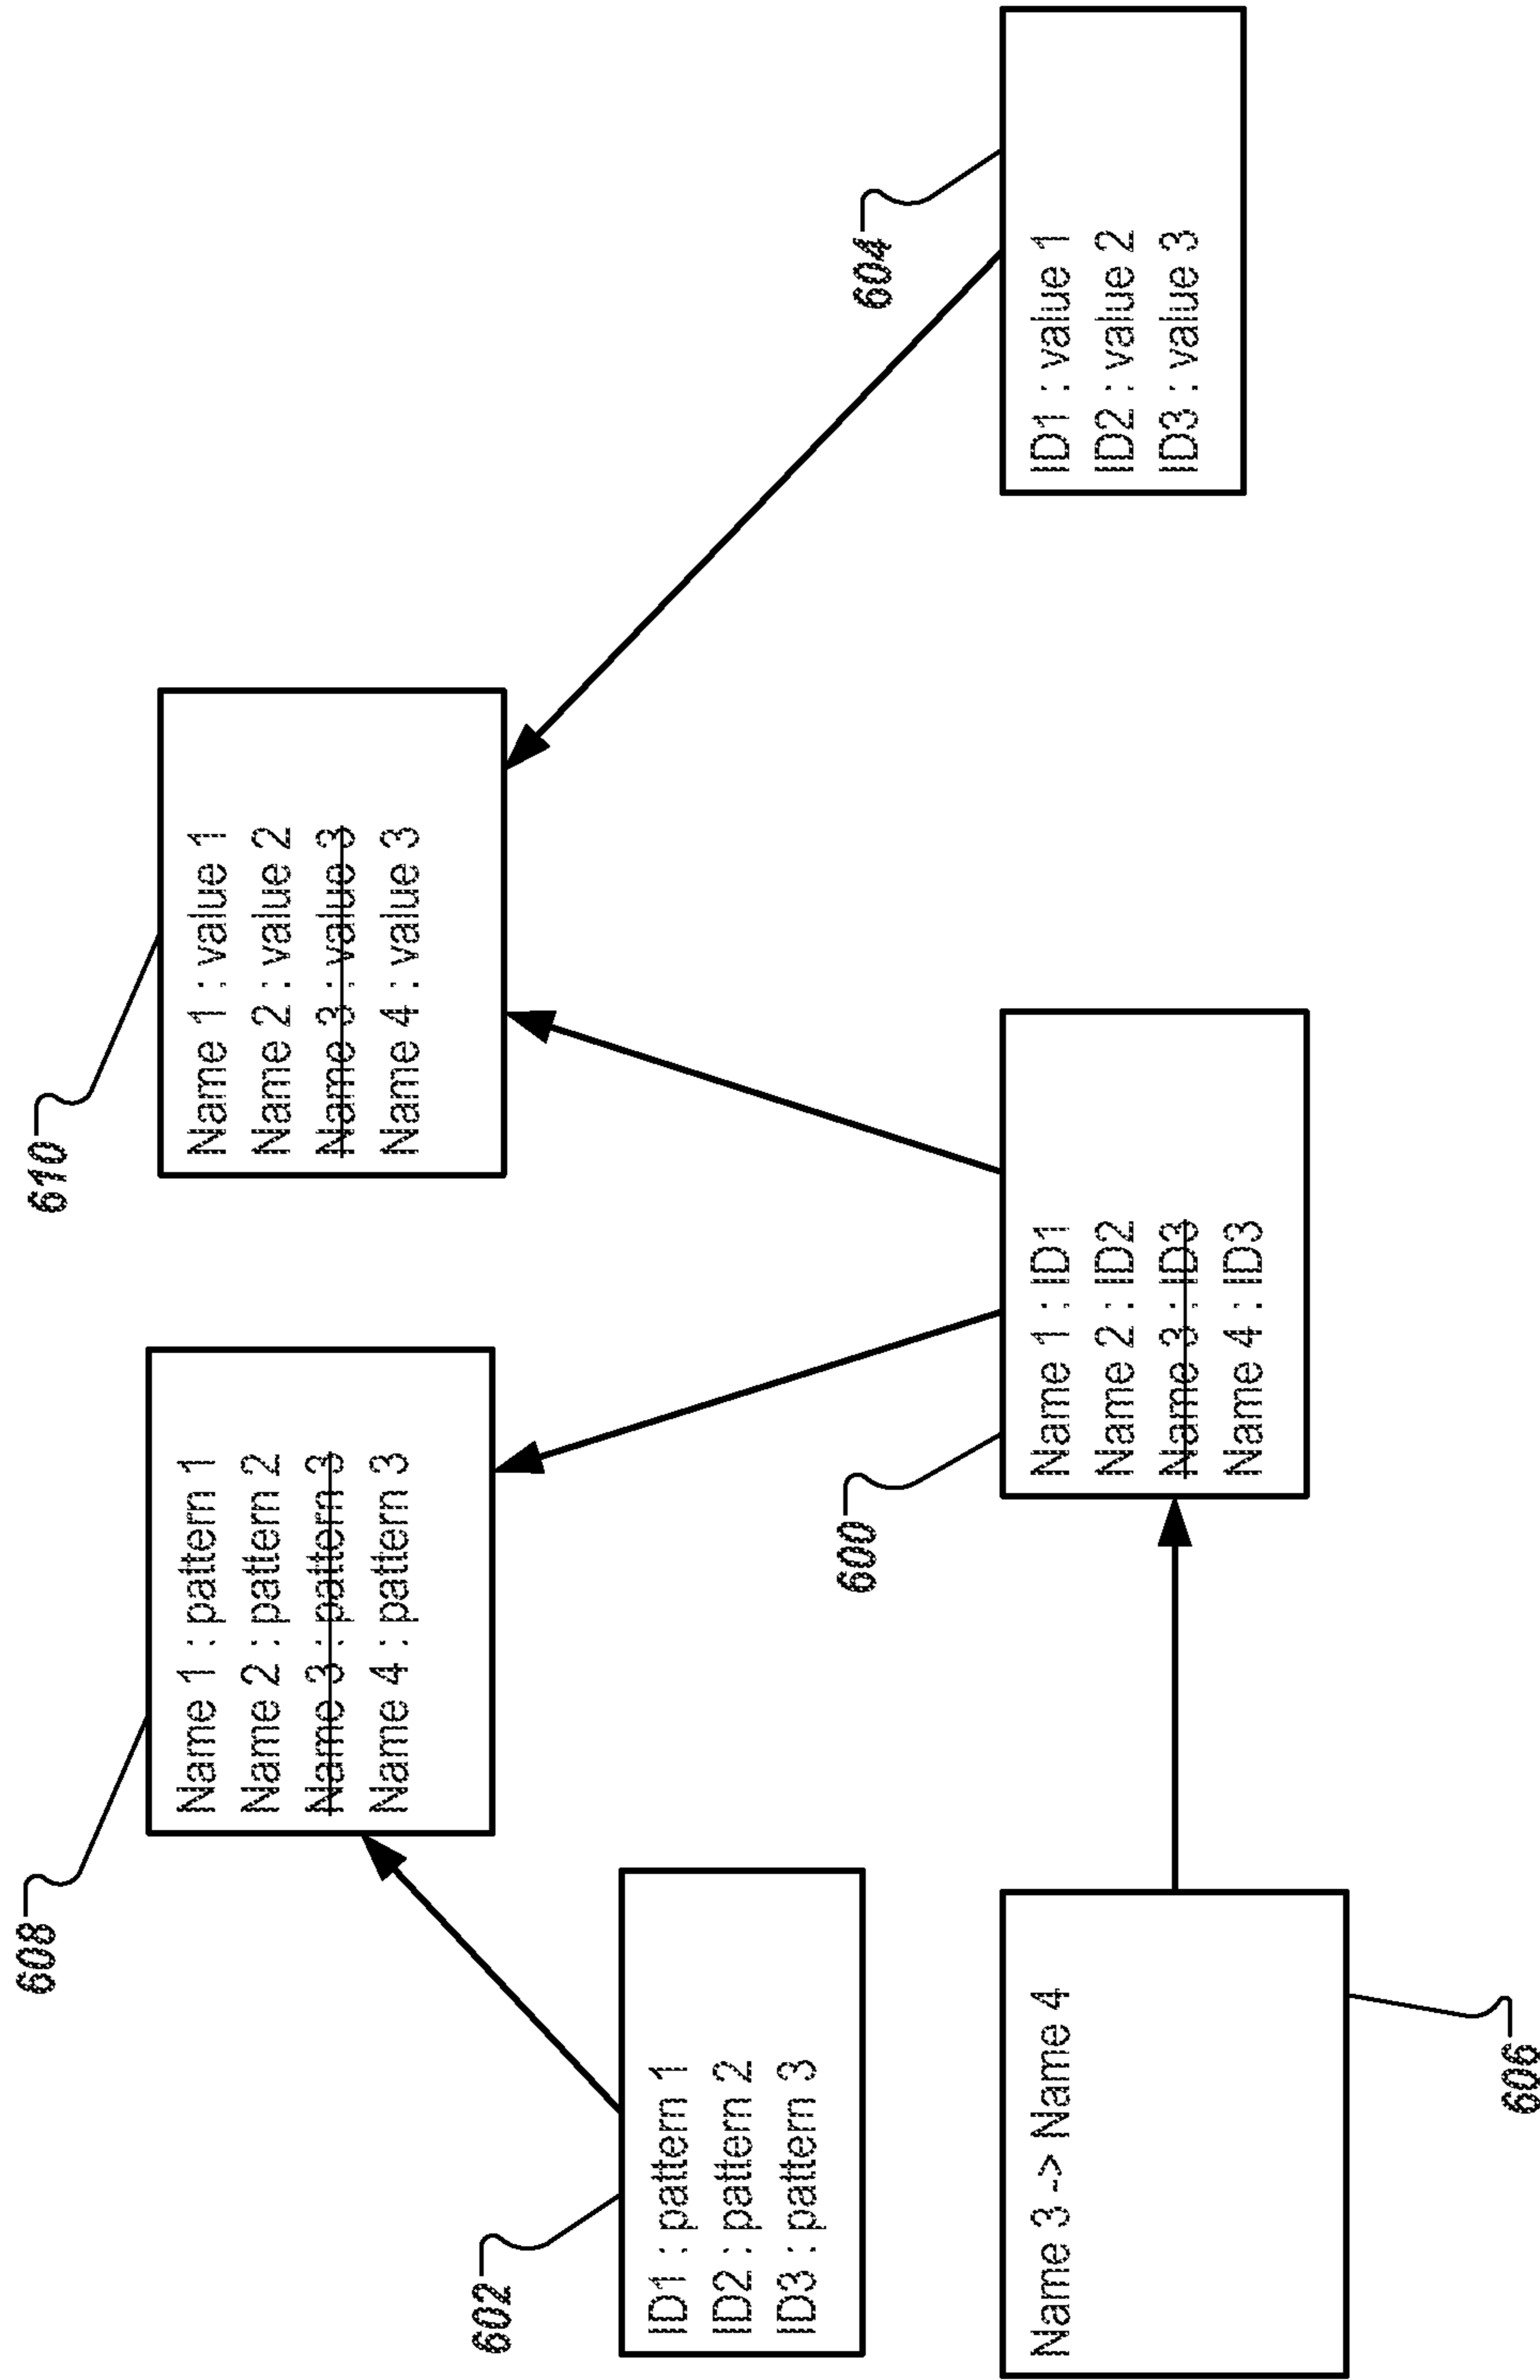 608
Name 1 : pattern 1
Name 2 : pattern 2
Name 3 : pattern 3
Name 4 : pattern 3
610
Name 1 : value 1
Name 2 : value 2
Name 3 : value 3
Name 4 : value 3
602
ID1 : pattern 1
ID2 : pattern 2
ID3 : pattern 3
606
Name 3 -> Name 4
600
Name 1 : ID1
Name 2 : ID2
Name 3 : ID3
Name 4 : ID3
604
ID1 : value 1
ID2 : value 2
ID3 : value 3